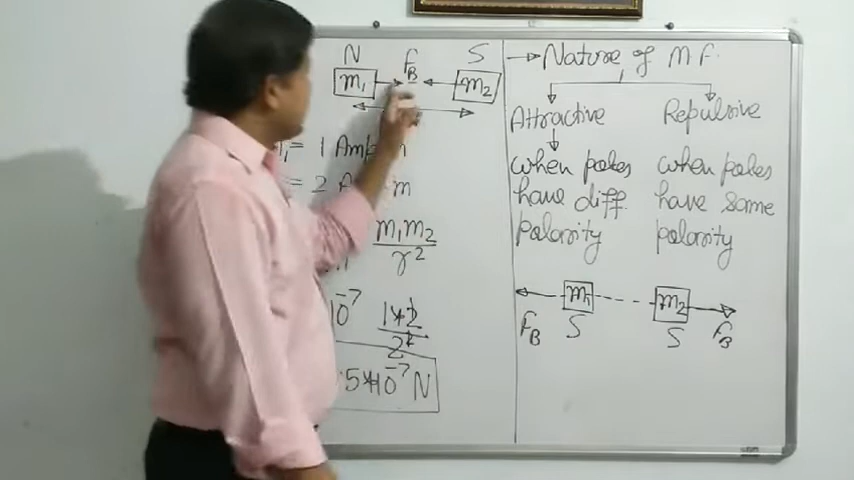 N F_B S
m₁ m₂
= 1 Amp
= 2 A m
m₁m₂
r²
10⁻⁷ 1*2
2²
.5*10⁻⁷ N
Nature of M F.
Attractive
when poles
have diff
polarity
Repulsive
when poles
have same
polarity
m₁ m₂
F_B S S F_B